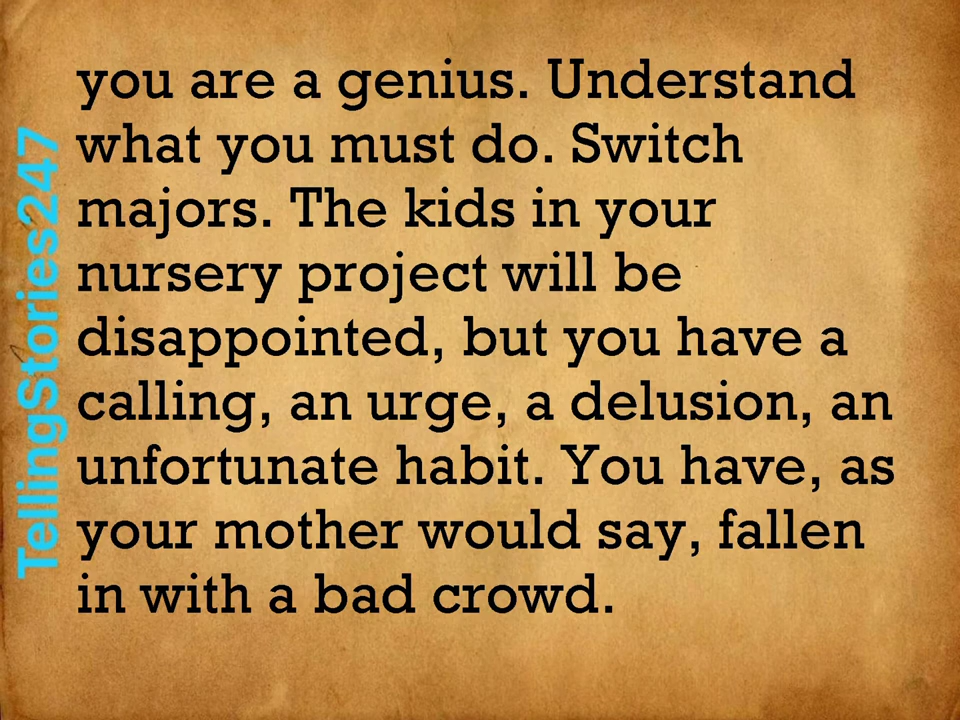 you are a genius. Understand
what you must do. Switch
majors. The kids in your
nursery project will be
disappointed, but you have a
calling, an urge, a delusion, an
unfortunate habit. You have, as
your mother would say, fallen
in with a bad crowd.
TellingStories247